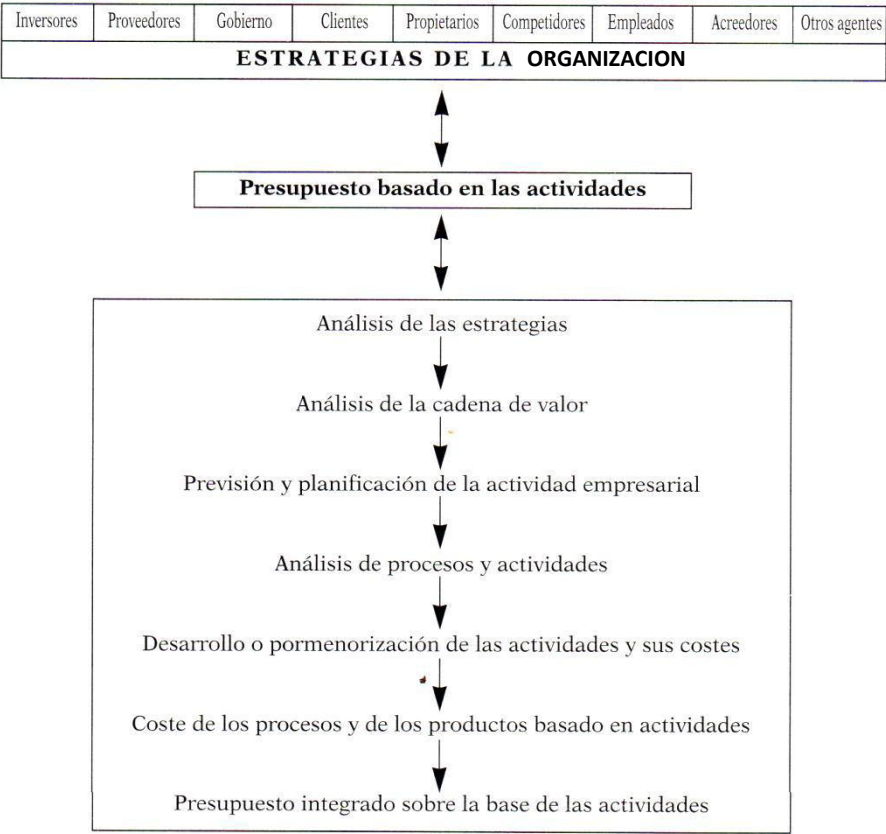 Inversores Proveedores Gobierno Clientes Propietarios Competidores Empleados Acreedores Otros agentes
ESTRATEGIAS DE LA ORGANIZACION
Presupuesto basado en las actividades
Análisis de las estrategias
Análisis de la cadena de valor
Previsión y planificación de la actividad empresarial
Análisis de procesos y actividades
Desarrollo o pormenorización de las actividades y sus costes
Coste de los procesos y de los productos basado en actividades
Presupuesto integrado sobre la base de las actividades